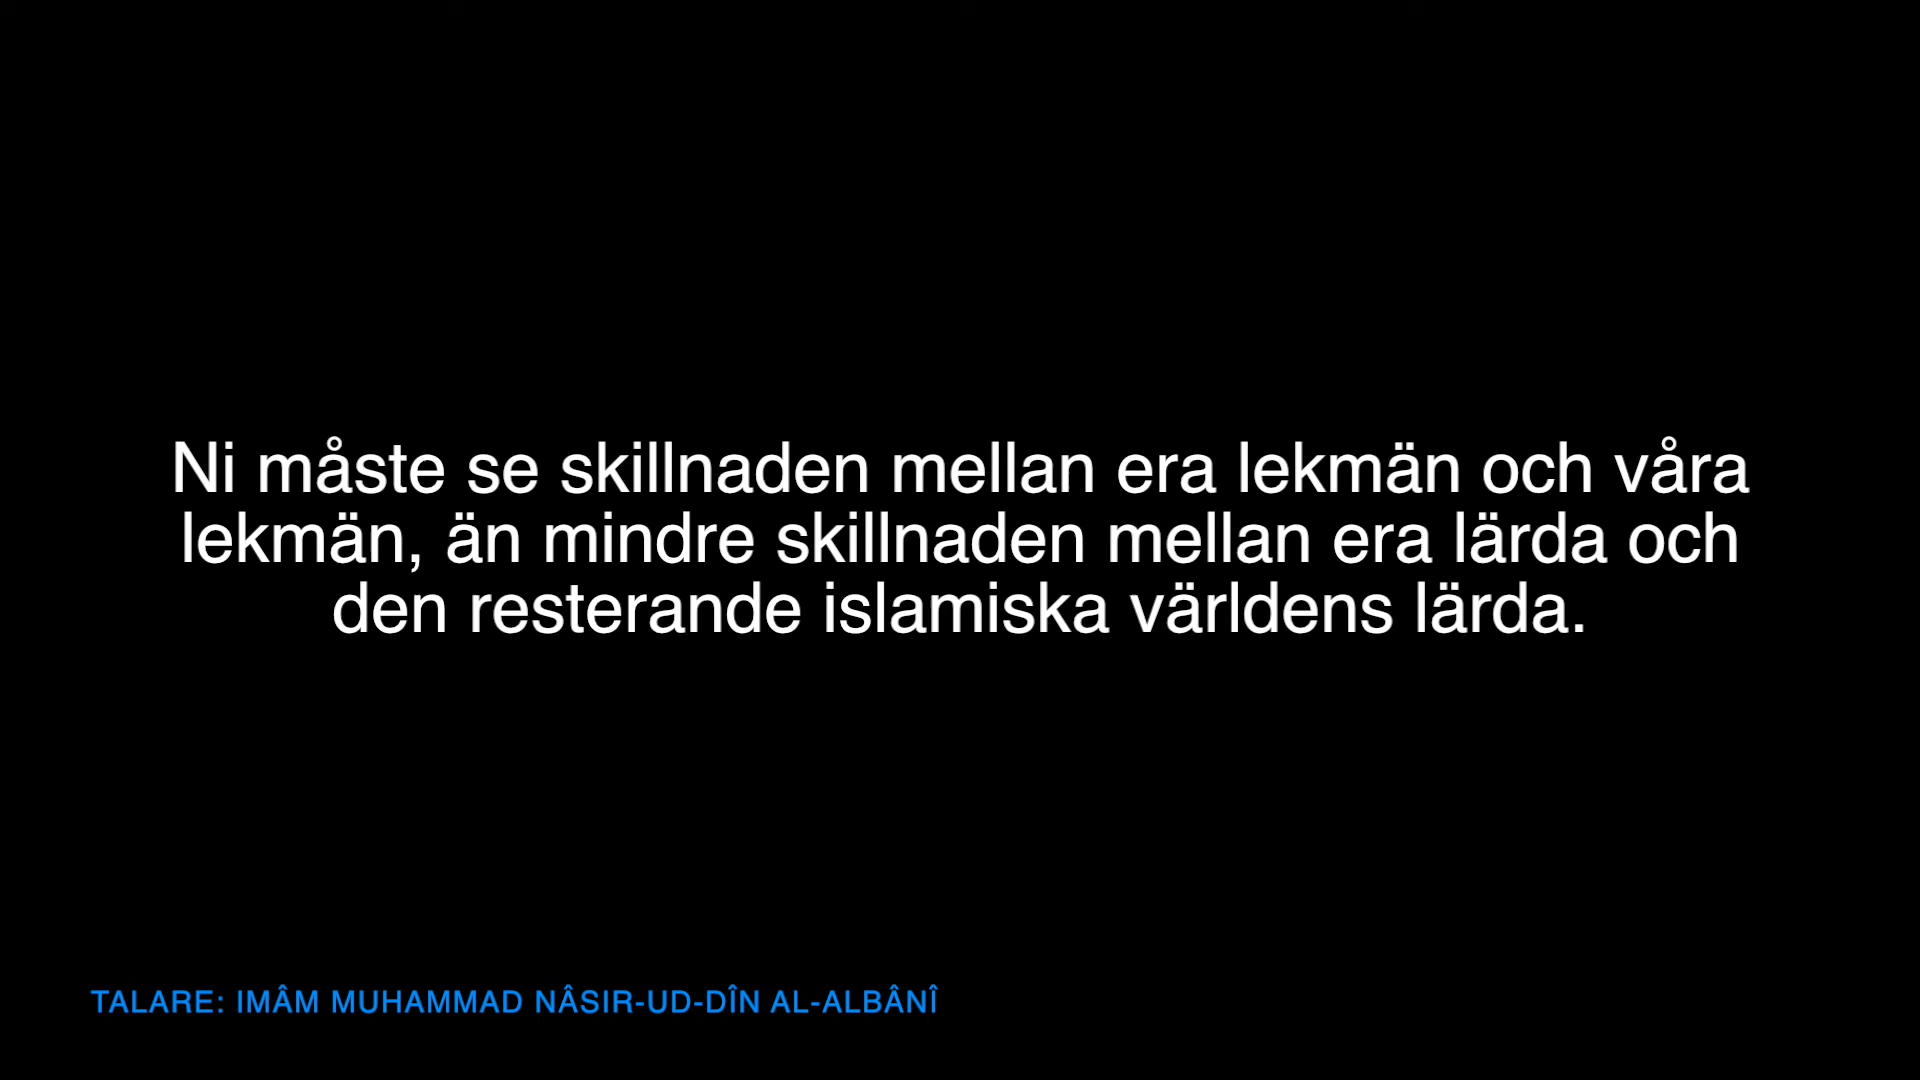 Ni måste se skillnaden mellan era lekmän och våra
lekmän, än mindre skillnaden mellan era lärda och
den resterande islamiska världens lärda.
TALARE: IMÂM MUHAMMAD NÂSIR-UD-DÎN AL-ALBÂNÎ